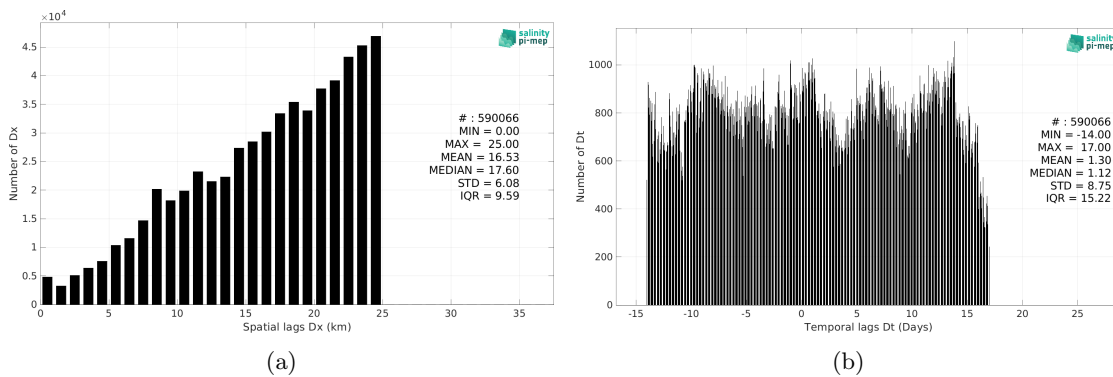 ×10⁴
4.5
4
3.5
3
2.5
2
1.5
1
0.5
0
Number of Dx
0 5 10 15 20 25 30 35
Spatial lags Dx (km)
salinity
pi-mep
# : 590066
MIN = 0.00
MAX = 25.00
MEAN = 16.53
MEDIAN = 17.60
STD = 6.08
IQR = 9.59
(a)
1000
800
600
400
200
0
Number of Dt
-15 -10 -5 0 5 10 15 20 25
Temporal lags Dt (Days)
salinity
pi-mep
# : 590066
MIN = -14.00
MAX = 17.00
MEAN = 1.30
MEDIAN = 1.12
STD = 8.75
IQR = 15.22
(b)